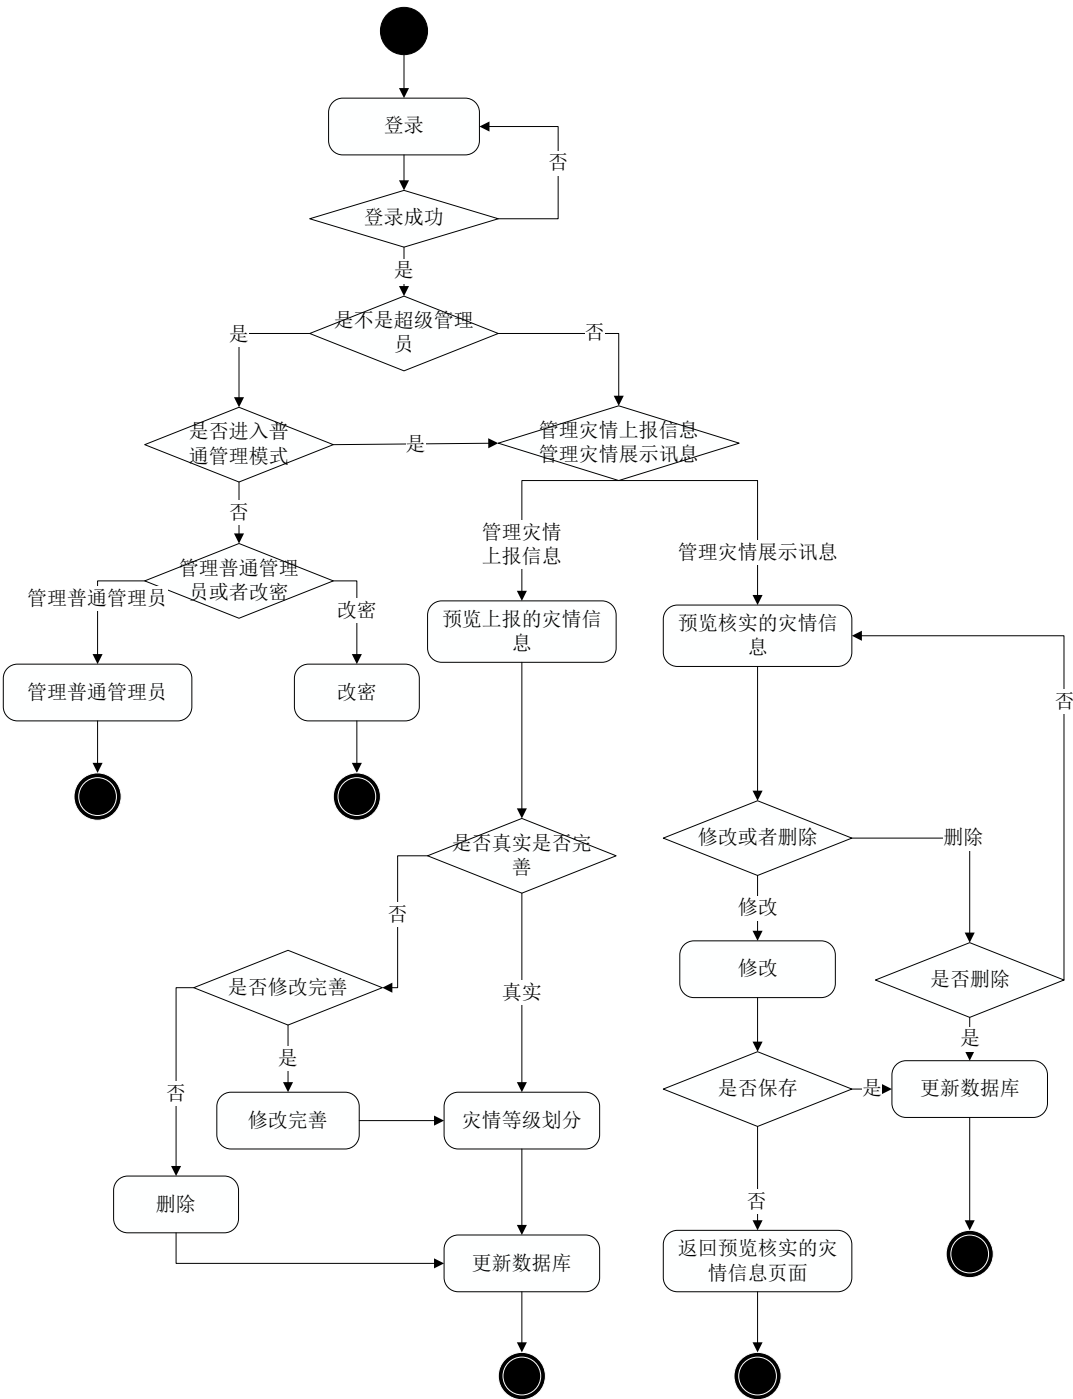 登录
否
登录成功
是
是不是超级管理
员
是
否
是否进入普
通管理模式
是
管理灾情上报信息
管理灾情展示讯息
否
管理灾情
上报信息
管理灾情展示讯息
管理普通管理
员或者改密
管理普通管理员
改密
预览上报的灾情信
息
预览核实的灾情信
息
管理普通管理员
改密
否
是否真实是否完
善
修改或者删除
删除
否
修改
是否修改完善
真实
修改
是否删除
是
是
否
是否保存
是
更新数据库
修改完善
灾情等级划分
删除
否
更新数据库
返回预览核实的灾
情信息页面